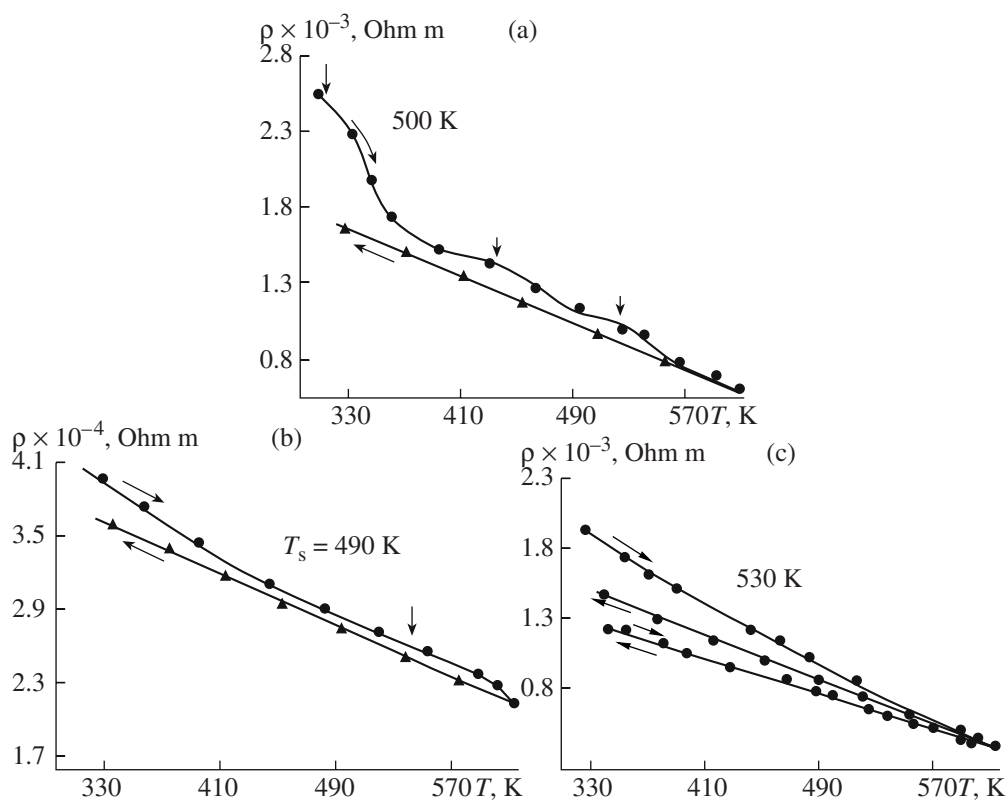 ρ × 10⁻³, Ohm m (a)
2.8
2.3
1.8
1.3
0.8
500 K
330 410 490 570 T, K
ρ × 10⁻⁴, Ohm m (b)
4.1
3.5
2.9
2.3
1.7
Tₛ = 490 K
330 410 490 570 T, K
ρ × 10⁻³, Ohm m (c)
2.3
1.8
1.3
0.8
530 K
330 410 490 570 T, K